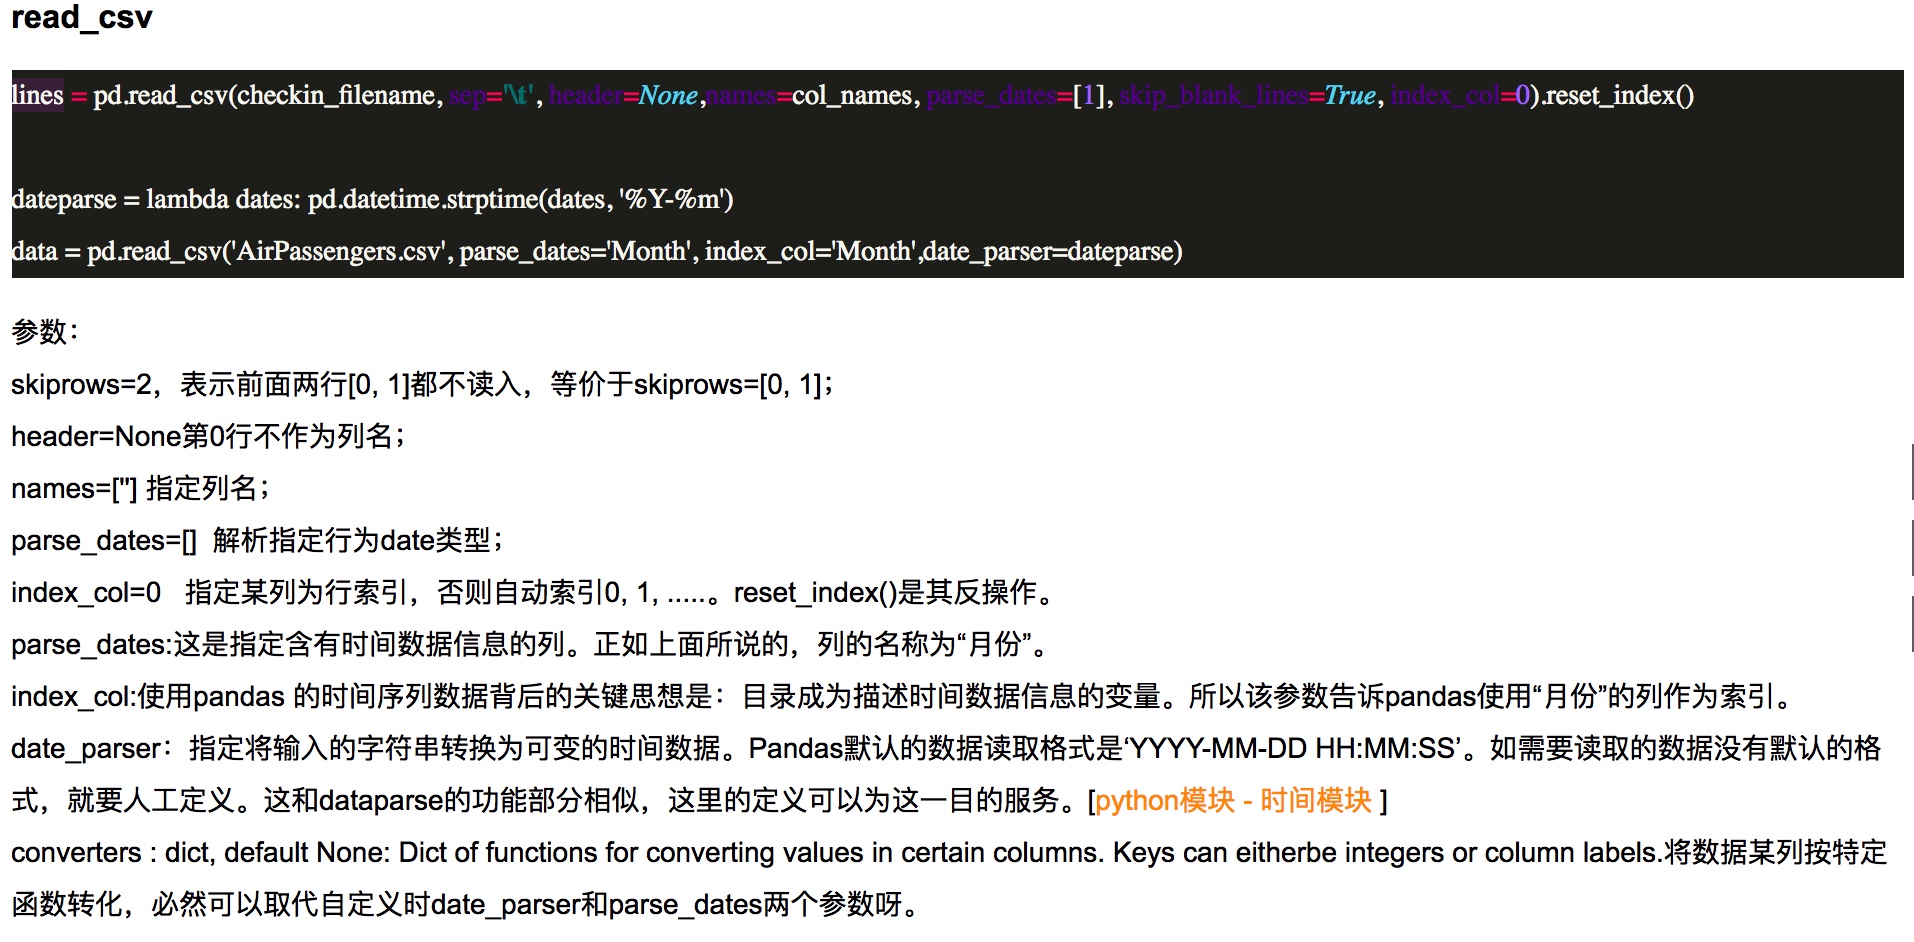 read_csv
lines = pd.read_csv(checkin_filename, sep='\t', header=None,names=col_names, parse_dates=[1], skip_blank_lines=True, index_col=0).reset_index()
dateparse = lambda dates: pd.datetime.strptime(dates, '%Y-%m')
data = pd.read_csv('AirPassengers.csv', parse_dates='Month', index_col='Month',date_parser=dateparse)
参数：
skiprows=2，表示前面两行[0, 1]都不读入，等价于skiprows=[0, 1]；
header=None第0行不作为列名；
names=[''] 指定列名；
parse_dates=[]  解析指定行为date类型；
index_col=0   指定某列为行索引，否则自动索引0, 1, .....。reset_index()是其反操作。
parse_dates:这是指定含有时间数据信息的列。正如上面所说的，列的名称为“月份”。
index_col:使用pandas 的时间序列数据背后的关键思想是：目录成为描述时间数据信息的变量。所以该参数告诉pandas使用“月份”的列作为索引。
date_parser：指定将输入的字符串转换为可变的时间数据。Pandas默认的数据读取格式是‘YYYY-MM-DD HH:MM:SS’。如需要读取的数据没有默认的格
式，就要人工定义。这和dataparse的功能部分相似，这里的定义可以为这一目的服务。[python模块 - 时间模块 ]
converters : dict, default None: Dict of functions for converting values in certain columns. Keys can eitherbe integers or column labels.将数据某列按特定
函数转化，必然可以取代自定义时date_parser和parse_dates两个参数呀。